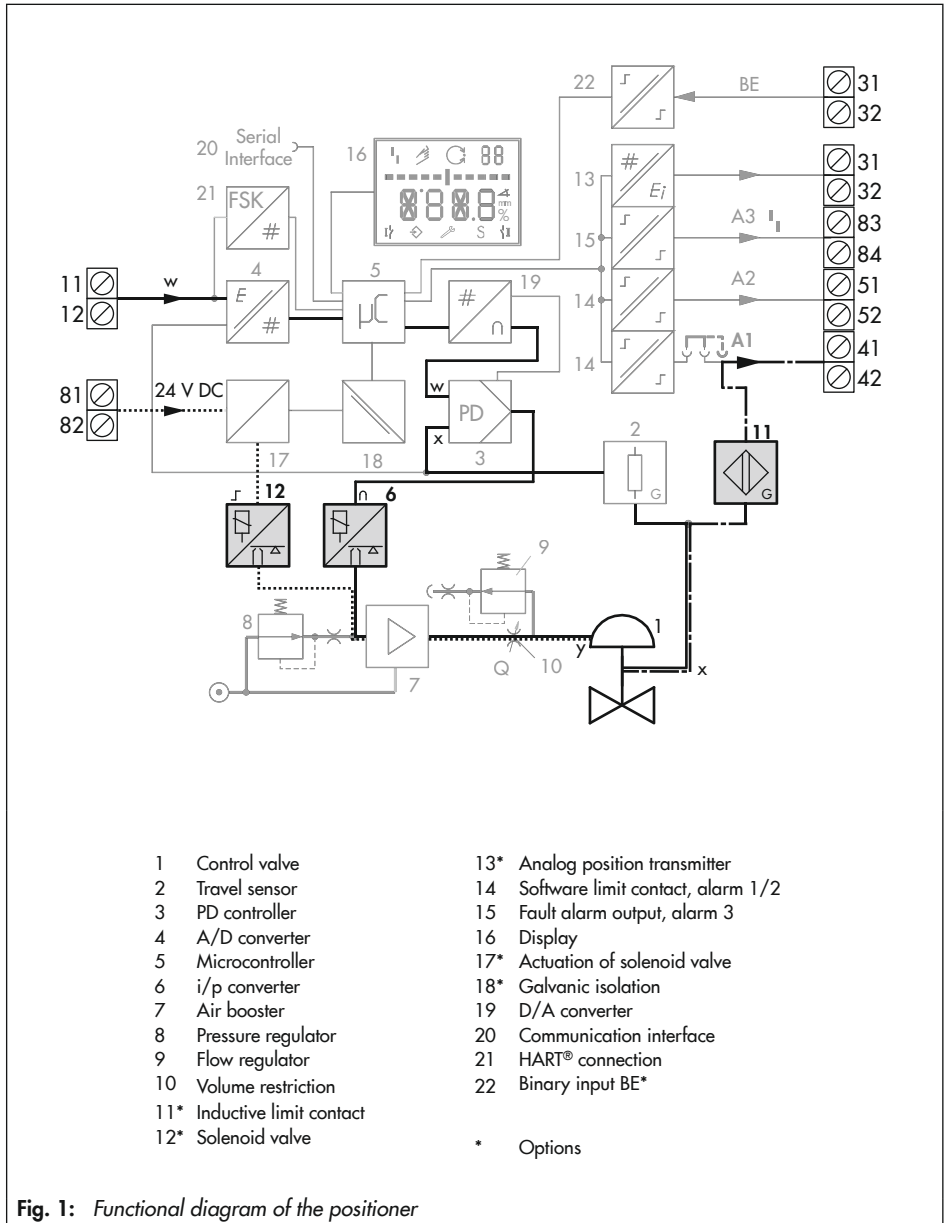 22
BE
31
32
20 Serial
Interface
16
88
21
FSK
#
13
#
Ei
31
32
8.8.8.8
mm
%
S
15
A3
83
84
11
12
w
4
E
#
5
µC
19
#
∩
14
A2
51
52
A1
14
41
42
81
82
24 V DC
w
PD
x
3
2
G
11
G
17
18
12
∩ 6
9
8
7
Q
10
y
1
x
1 Control valve
2 Travel sensor
3 PD controller
4 A/D converter
5 Microcontroller
6 i/p converter
7 Air booster
8 Pressure regulator
9 Flow regulator
10 Volume restriction
11* Inductive limit contact
12* Solenoid valve
13* Analog position transmitter
14 Software limit contact, alarm 1/2
15 Fault alarm output, alarm 3
16 Display
17* Actuation of solenoid valve
18* Galvanic isolation
19 D/A converter
20 Communication interface
21 HART® connection
22 Binary input BE*
* Options
Fig. 1: Functional diagram of the positioner